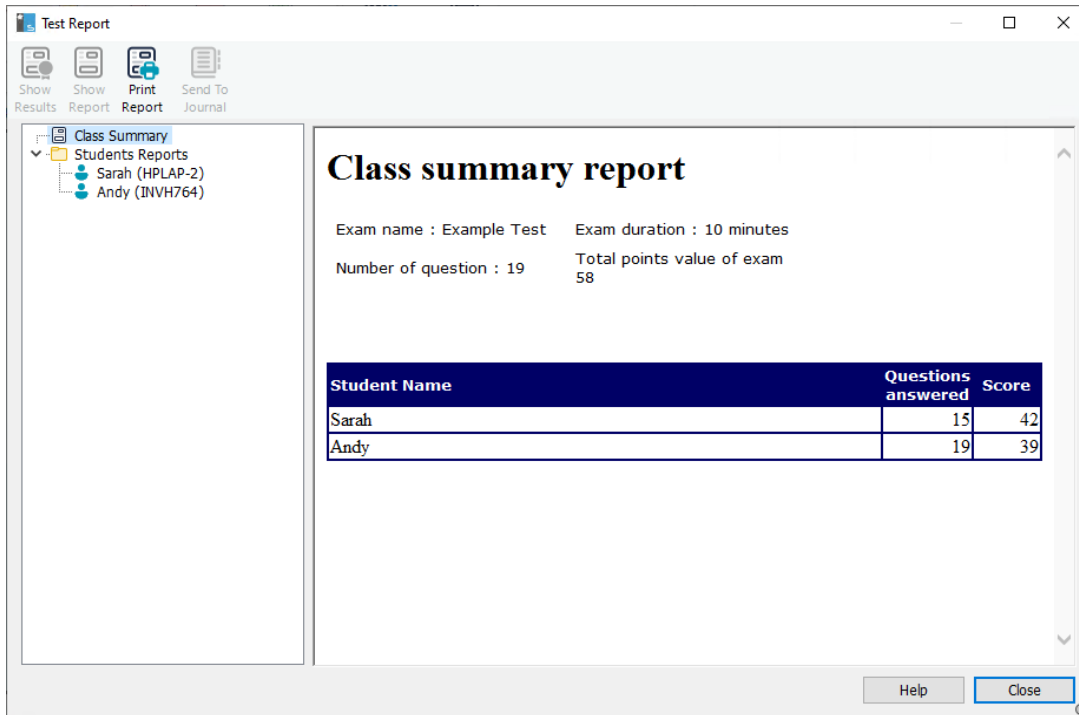 Test Report
Show Results
Show Report
Print Report
Send To Journal
Class Summary
Students Reports
Sarah (HPLAP-2)
Andy (INVH764)
Class summary report
Exam name : Example Test Exam duration : 10 minutes
Number of question : 19 Total points value of exam
58
Student Name Questions answered Score
Sarah 15 42
Andy 19 39
Help Close